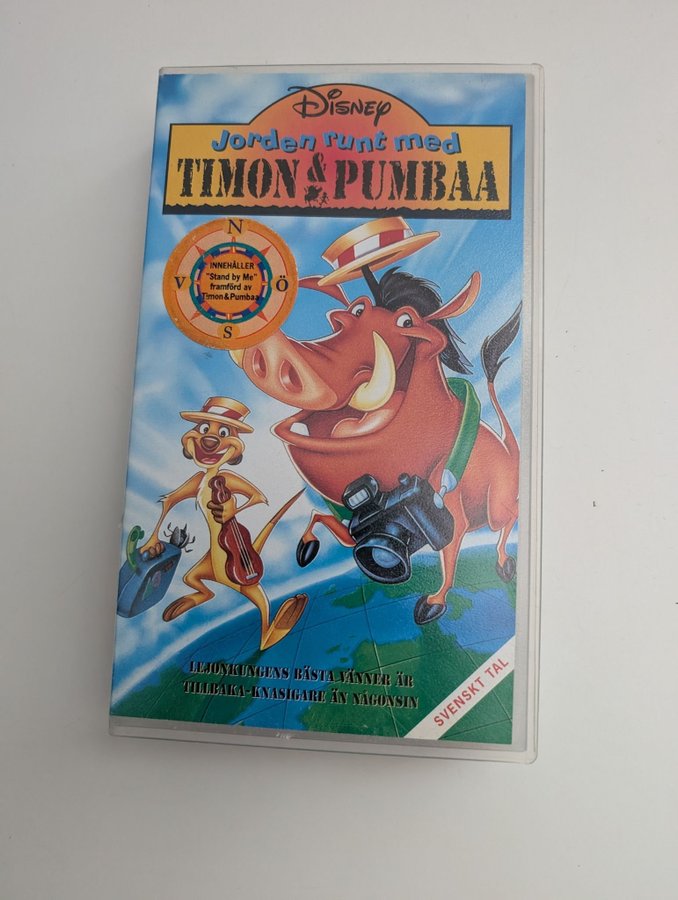 Disney
Jorden runt med
TIMON & PUMBAA
N
V
Ö
S
INNEHÅLLER
"Stand by Me"
framförd av
Timon & Pumbaa
LEJONKUNGENS BÄSTA VÄNNER ÄR
TILLBAKA-KNASIGARE ÄN NÅGONSIN
SVENSKT TAL